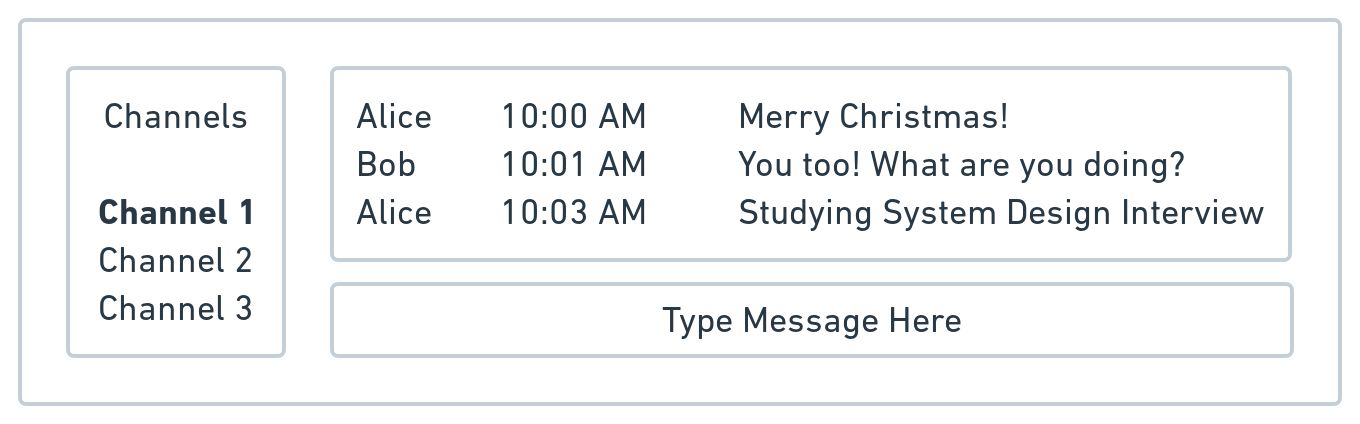 Channels
Channel 1
Channel 2
Channel 3
Alice 10:00 AM Merry Christmas!
Bob 10:01 AM You too! What are you doing?
Alice 10:03 AM Studying System Design Interview
Type Message Here